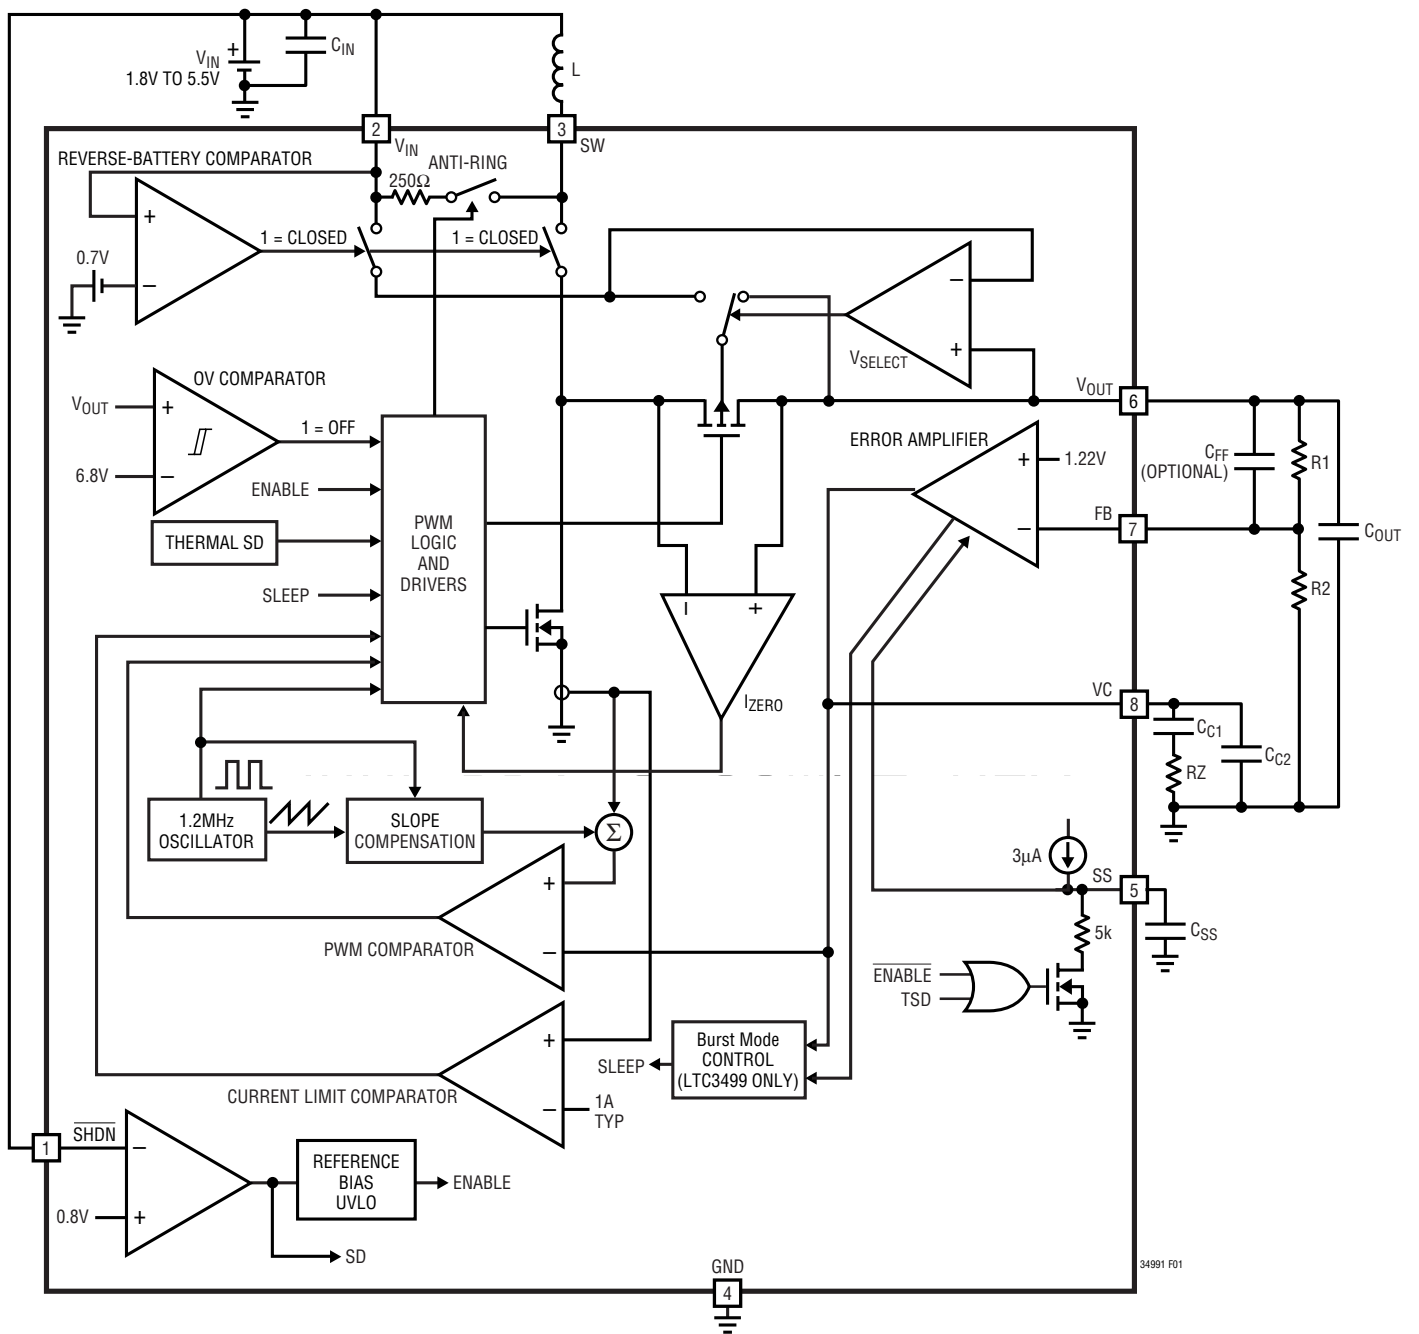 VIN
1.8V TO 5.5V
+
CIN
L
2
3
VIN
SW
REVERSE-BATTERY COMPARATOR
ANTI-RING
250Ω
+
1 = CLOSED
1 = CLOSED
0.7V
–
–
VSELECT
+
OV COMPARATOR
VOUT
+
1 = OFF
6.8V
–
ENABLE
THERMAL SD
SLEEP
PWM
LOGIC
AND
DRIVERS
VOUT
6
ERROR AMPLIFIER
+
1.22V
CFF
(OPTIONAL)
R1
FB
–
7
COUT
R2
–
+
IZERO
VC
8
CC1
RZ
CC2
1.2MHz
OSCILLATOR
SLOPE
COMPENSATION
Σ
3µA
SS
5
CSS
5k
+
PWM COMPARATOR
–
ENABLE
TSD
+
CURRENT LIMIT COMPARATOR
–
1A
TYP
SLEEP
Burst Mode
CONTROL
(LTC3499 ONLY)
1
SHDN
–
0.8V
+
REFERENCE
BIAS
UVLO
ENABLE
SD
GND
4
34991 F01